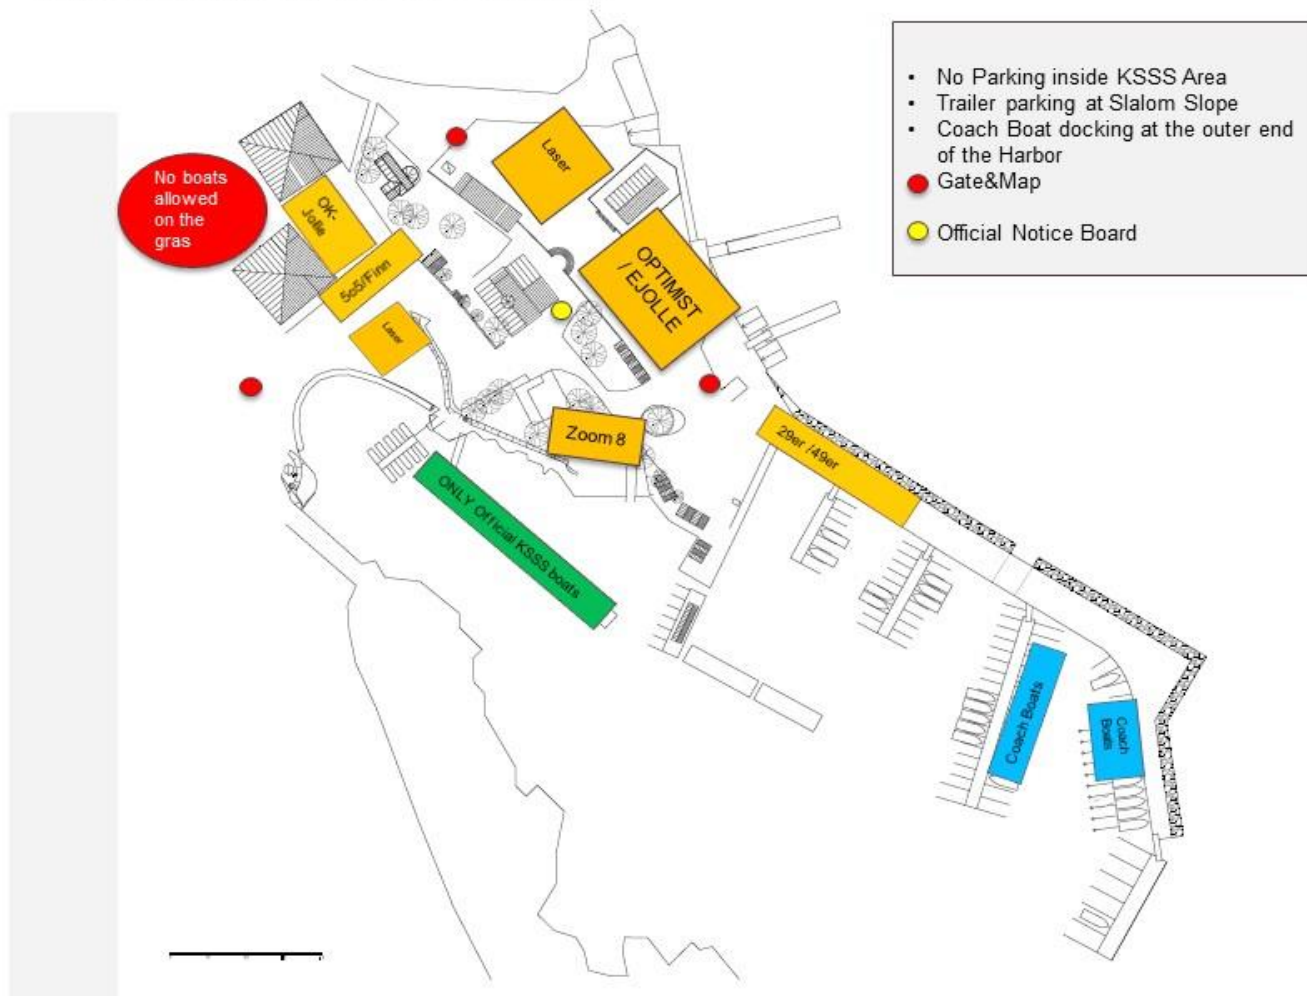 • No Parking inside KSSS Area
• Trailer parking at Slalom Slope
• Coach Boat docking at the outer end
of the Harbor
Gate&Map
Official Notice Board
No boats
allowed
on the
gras
OK-
Jolle
5o5/Finn
Laser
Laser
OPTIMIST
/ EJOLLE
Zoom 8
29er /49er
ONLY Official KSSS boats
Coach Boats
Coach
Boats